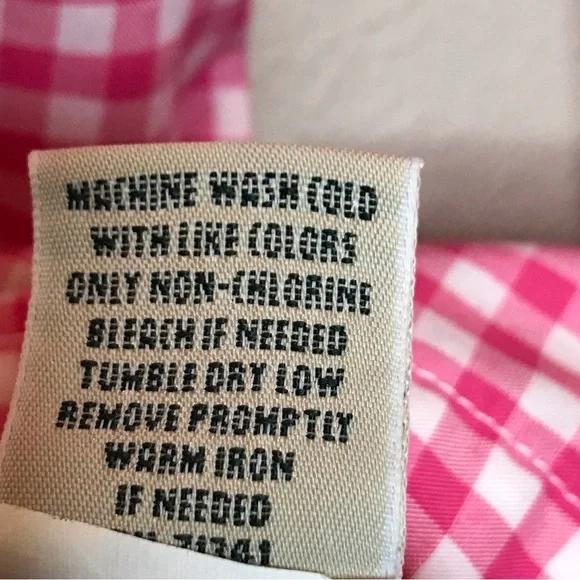 MACHINE WASH COLD
WITH LIKE COLORS
ONLY NON-CHLORINE
BLEACH IF NEEDED
TUMBLE DRY LOW
REMOVE PROMPTLY
WARM IRON
IF NEEDED
71341